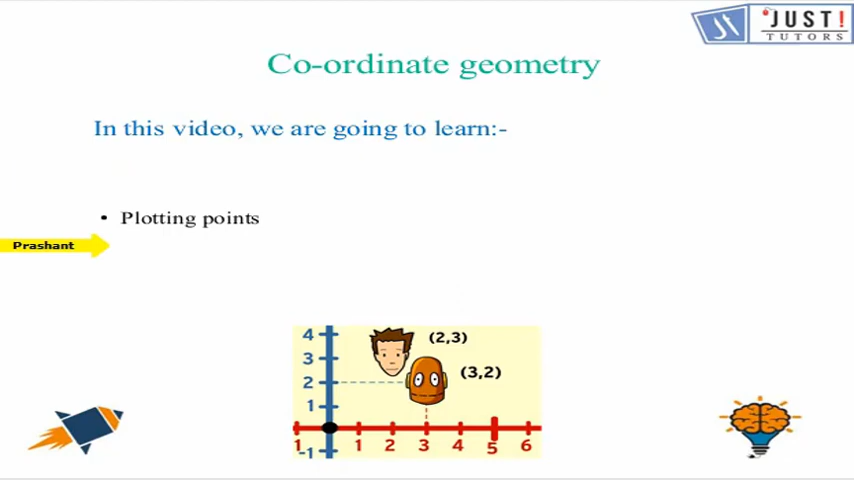 JUST!
TUTORS
Co-ordinate geometry
In this video, we are going to learn:-
• Plotting points
Prashant
4
(2,3)
3
(3,2)
2
1
1 1 2 3 4 5 6
-1